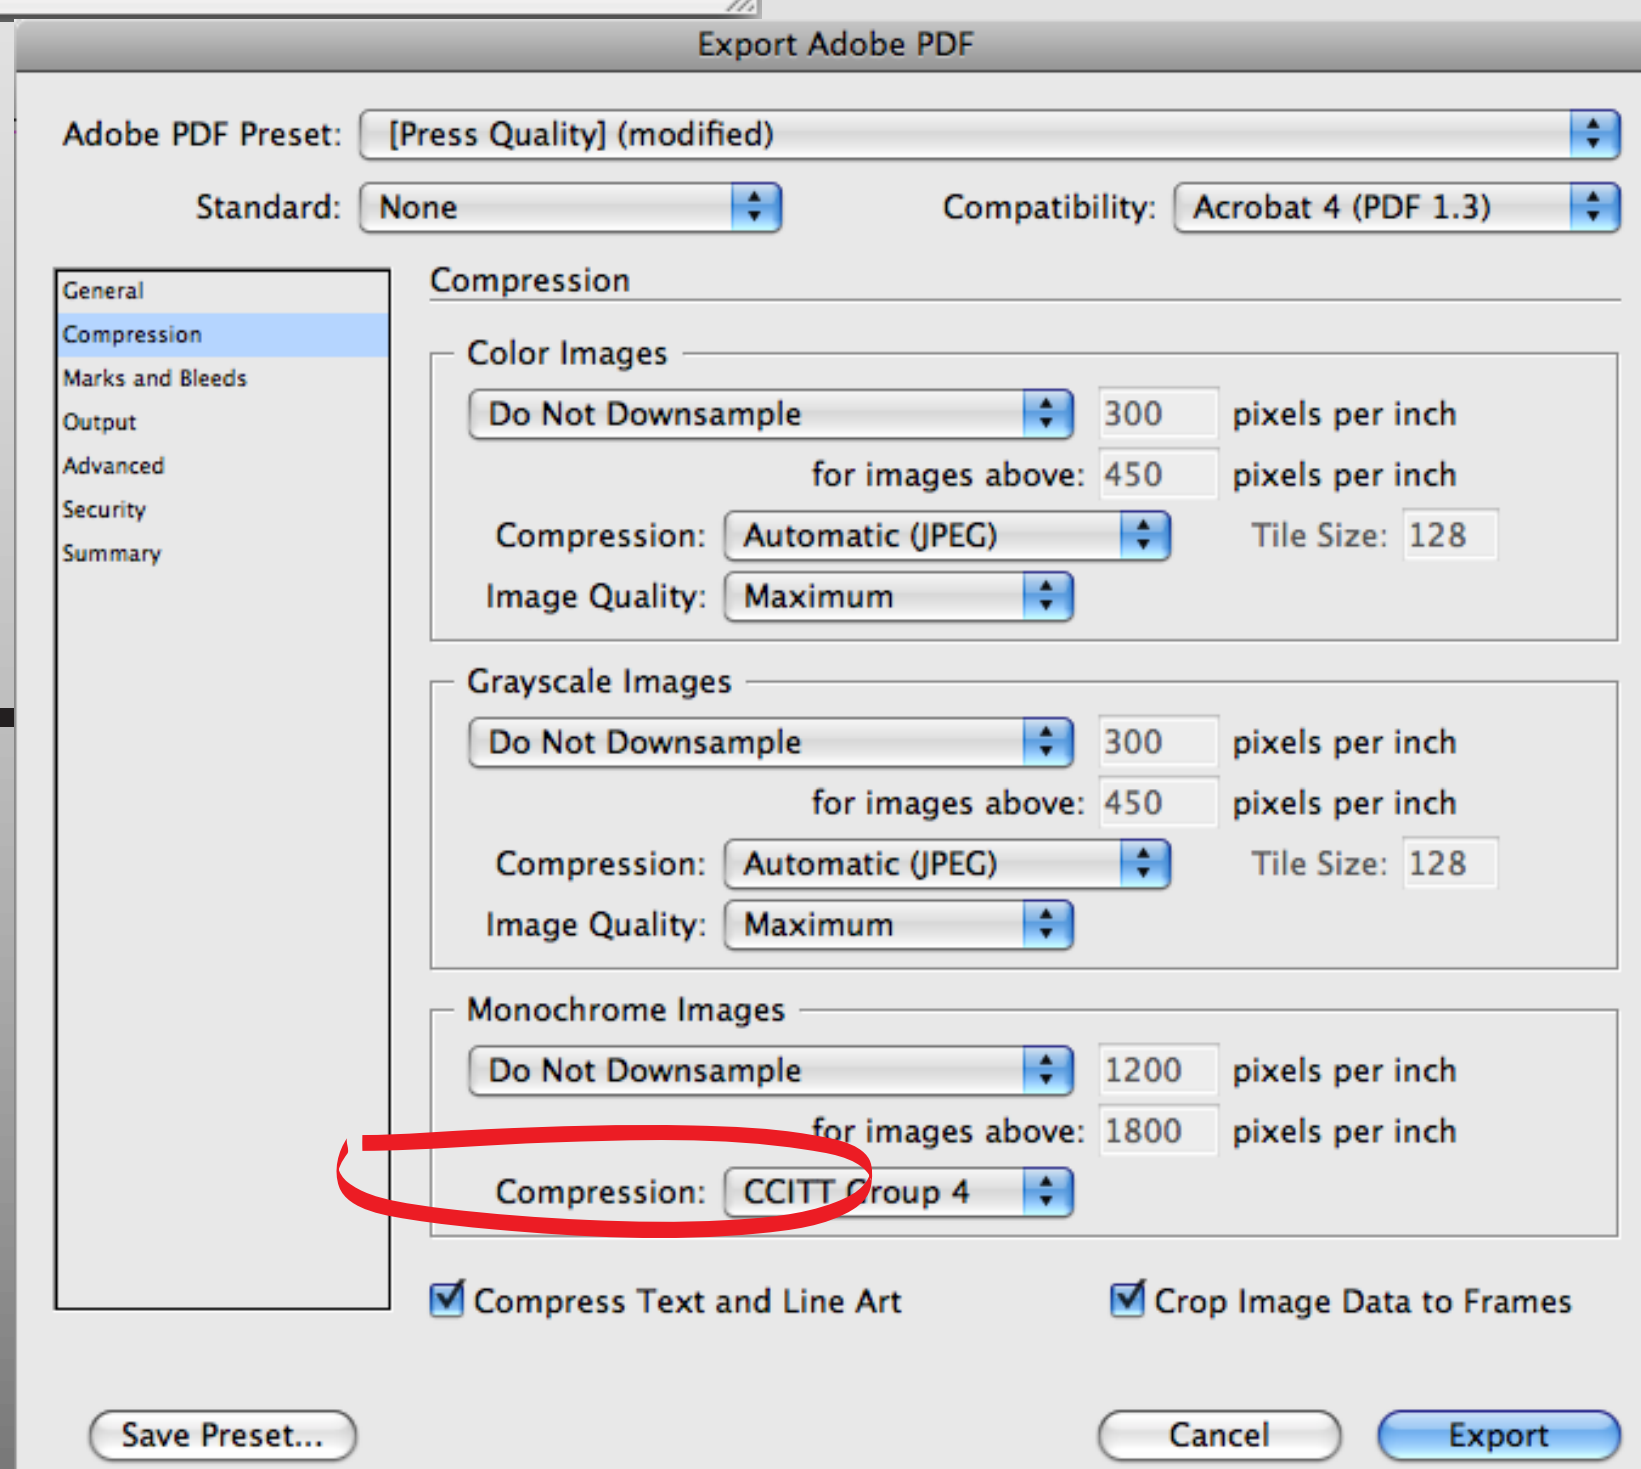 Export Adobe PDF
Adobe PDF Preset: [Press Quality] (modified)
Standard: None Compatibility: Acrobat 4 (PDF 1.3)
General
Compression
Marks and Bleeds
Output
Advanced
Security
Summary
Compression
Color Images
Do Not Downsample 300 pixels per inch
for images above: 450 pixels per inch
Compression: Automatic (JPEG) Tile Size: 128
Image Quality: Maximum
Grayscale Images
Do Not Downsample 300 pixels per inch
for images above: 450 pixels per inch
Compression: Automatic (JPEG) Tile Size: 128
Image Quality: Maximum
Monochrome Images
Do Not Downsample 1200 pixels per inch
for images above: 1800 pixels per inch
Compression: CCITT Group 4
Compress Text and Line Art Crop Image Data to Frames
Save Preset... Cancel Export